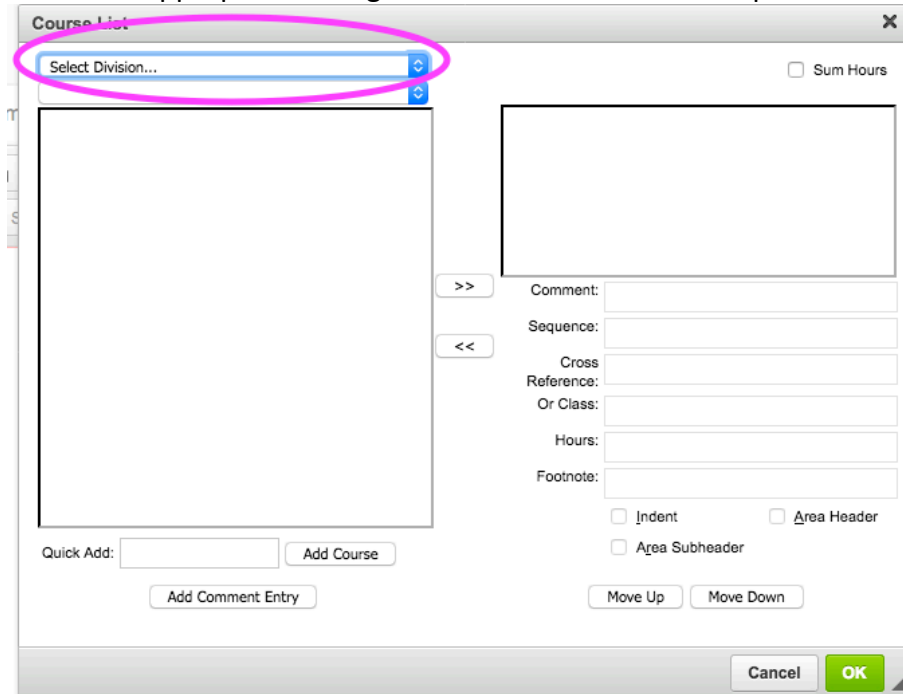 Course List
Select Division...
Sum Hours
>>
<<
Comment:
Sequence:
Cross
Reference:
Or Class:
Hours:
Footnote:
Indent
Area Header
Area Subheader
Quick Add:
Add Course
Add Comment Entry
Move Up
Move Down
Cancel
OK